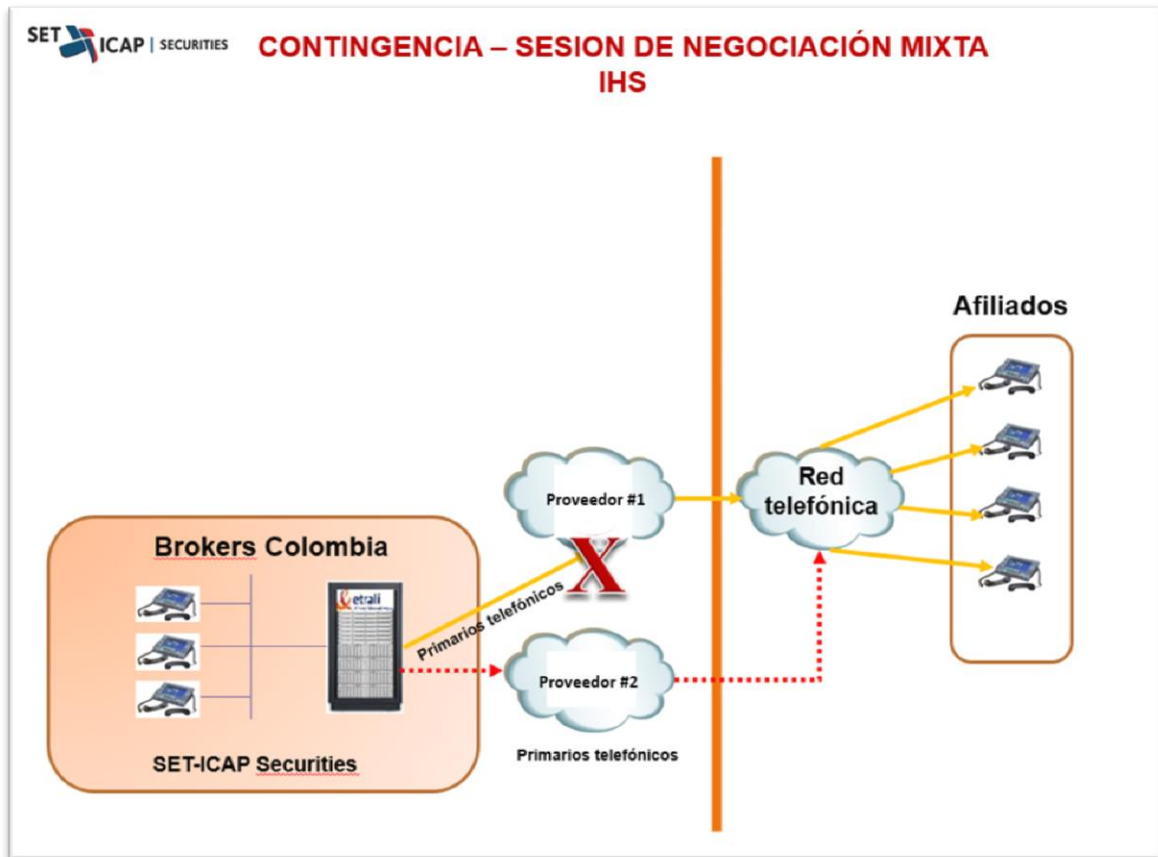 SET ICAP | SECURITIES
CONTINGENCIA – SESION DE NEGOCIACIÓN MIXTA
IHS
Afiliados
Proveedor #1
Red
telefónica
X
Brokers Colombia
etrali
Primarios telefónicos
Proveedor #2
Primarios telefónicos
SET-ICAP Securities